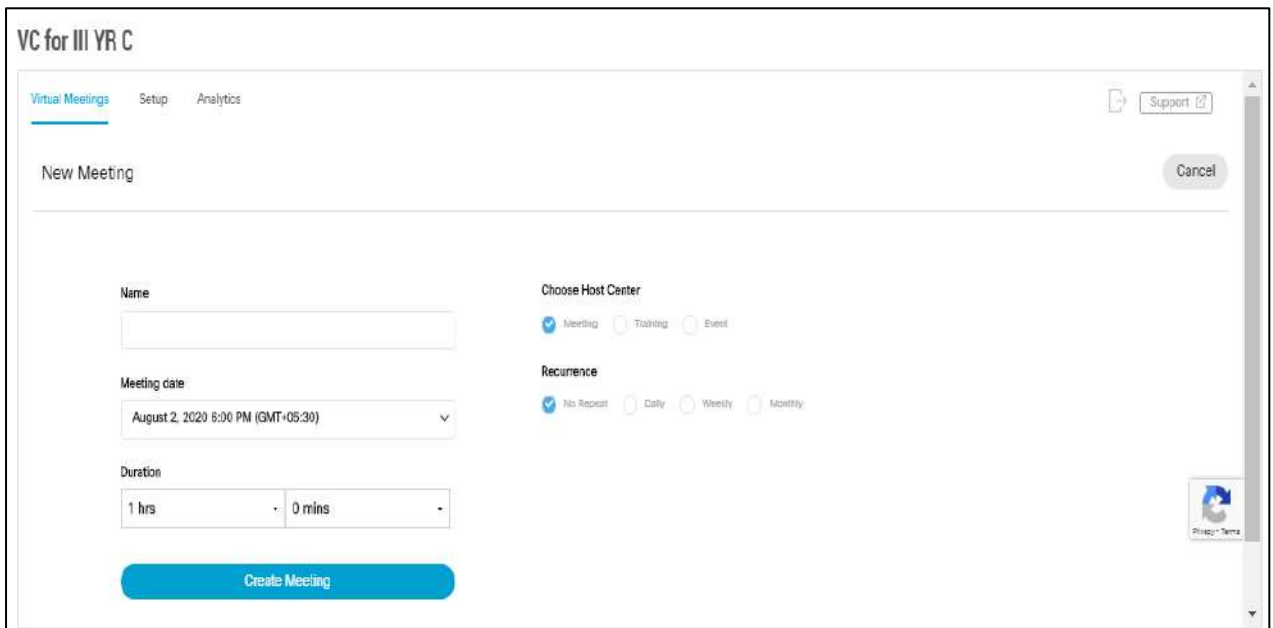 VC for III YR C
Virtual Meetings Setup Analytics
Support
New Meeting
Cancel
Name
Meeting date
August 2, 2020 6:00 PM (GMT+05:30)
Duration
1 hrs 0 mins
Create Meeting
Choose Host Center
Meeting Training Event
Recurrence
No Repeat Daily Weekly Monthly
Privacy - Terms